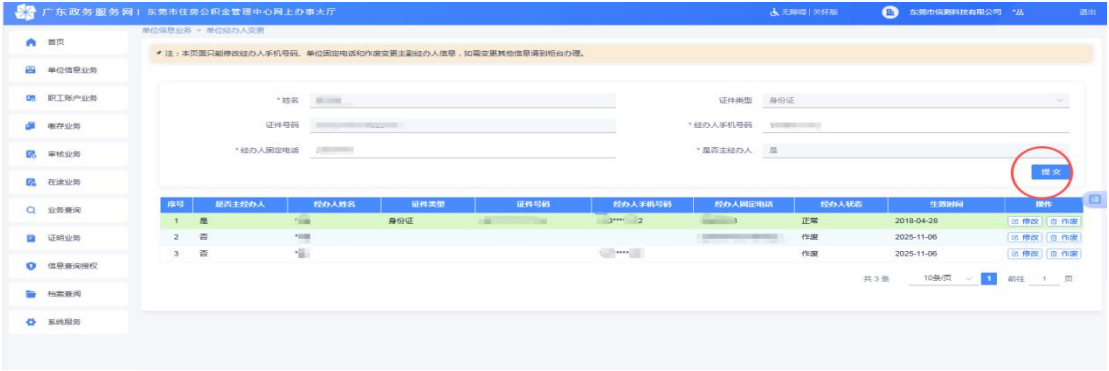 广东政务服务网 | 东莞市住房公积金管理中心网上办事大厅
无障碍 | 关怀版
东莞市信测科技有限公司 *丛
退出
单位信息业务 > 单位经办人变更
首页
单位信息业务
职工账户业务
缴存业务
审核业务
在途业务
业务查询
证明业务
信息查询授权
档案查询
系统服务
注:本页面只能修改经办人手机号码、单位固定电话和作废变更主副经办人信息,如需变更其他信息请到柜台办理。
*姓名
证件类型 身份证
证件号码
*经办人手机号码
*经办人固定电话
*是否主经办人 是
提交
序号 是否主经办人 经办人姓名 证件类型 证件号码 经办人手机号码 经办人固定电话 经办人状态 生效时间 操作
1 是 身份证 正常 2018-04-28 修改 作废
2 否 作废 2025-11-06 修改 作废
3 否 作废 2025-11-06 修改 作废
共 3 条 10条/页 1 前往 1 页